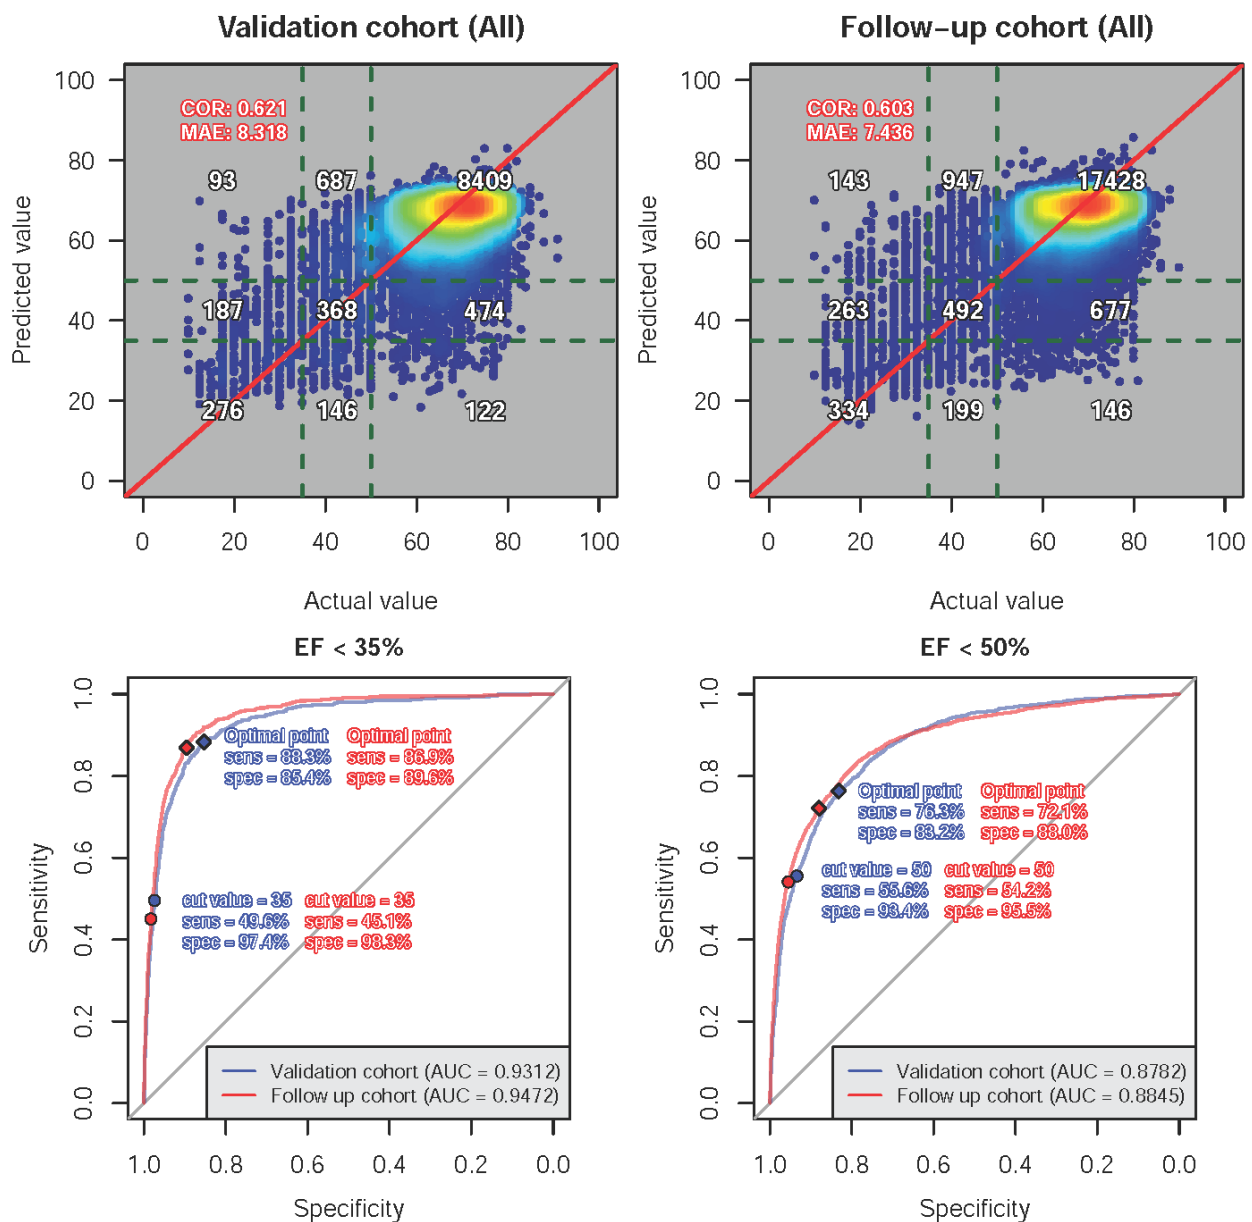 Validation cohort (All)
COR: 0.621
MAE: 8.318
93 687 8409
187 368 474
276 146 122
100
80
60
40
20
0
Predicted value
0 20 40 60 80 100
Actual value
Follow-up cohort (All)
COR: 0.603
MAE: 7.436
143 947 17428
263 492 677
334 199 146
100
80
60
40
20
0
Predicted value
0 20 40 60 80 100
Actual value
EF < 35%
Optimal point Optimal point
sens = 88.3% sens = 86.9%
spec = 85.4% spec = 89.6%
cut value = 35 cut value = 35
sens = 49.6% sens = 45.1%
spec = 97.4% spec = 98.3%
Validation cohort (AUC = 0.9312)
Follow up cohort (AUC = 0.9472)
1.0
0.8
0.6
0.4
0.2
0.0
Sensitivity
1.0 0.8 0.6 0.4 0.2 0.0
Specificity
EF < 50%
Optimal point Optimal point
sens = 76.3% sens = 72.1%
spec = 83.2% spec = 88.0%
cut value = 50 cut value = 50
sens = 55.6% sens = 54.2%
spec = 93.4% spec = 95.5%
Validation cohort (AUC = 0.8782)
Follow up cohort (AUC = 0.8845)
1.0
0.8
0.6
0.4
0.2
0.0
Sensitivity
1.0 0.8 0.6 0.4 0.2 0.0
Specificity